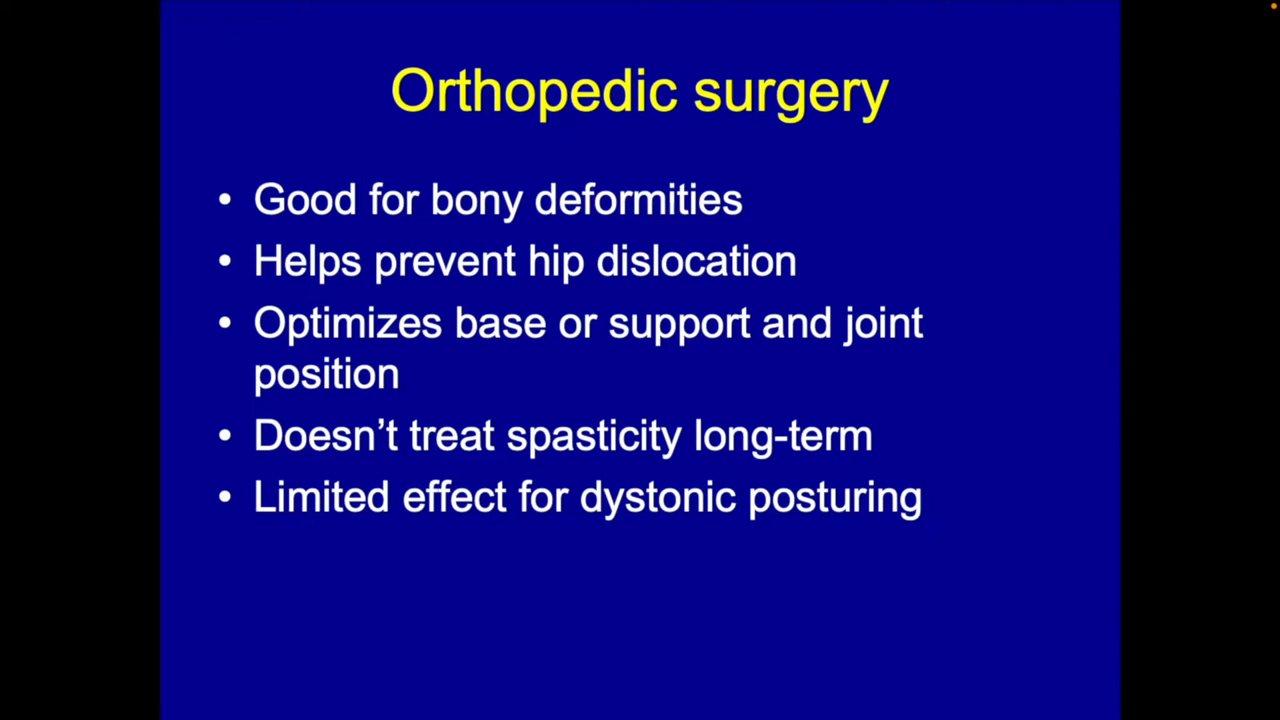 Orthopedic surgery
• Good for bony deformities
• Helps prevent hip dislocation
• Optimizes base or support and joint
position
• Doesn’t treat spasticity long-term
• Limited effect for dystonic posturing